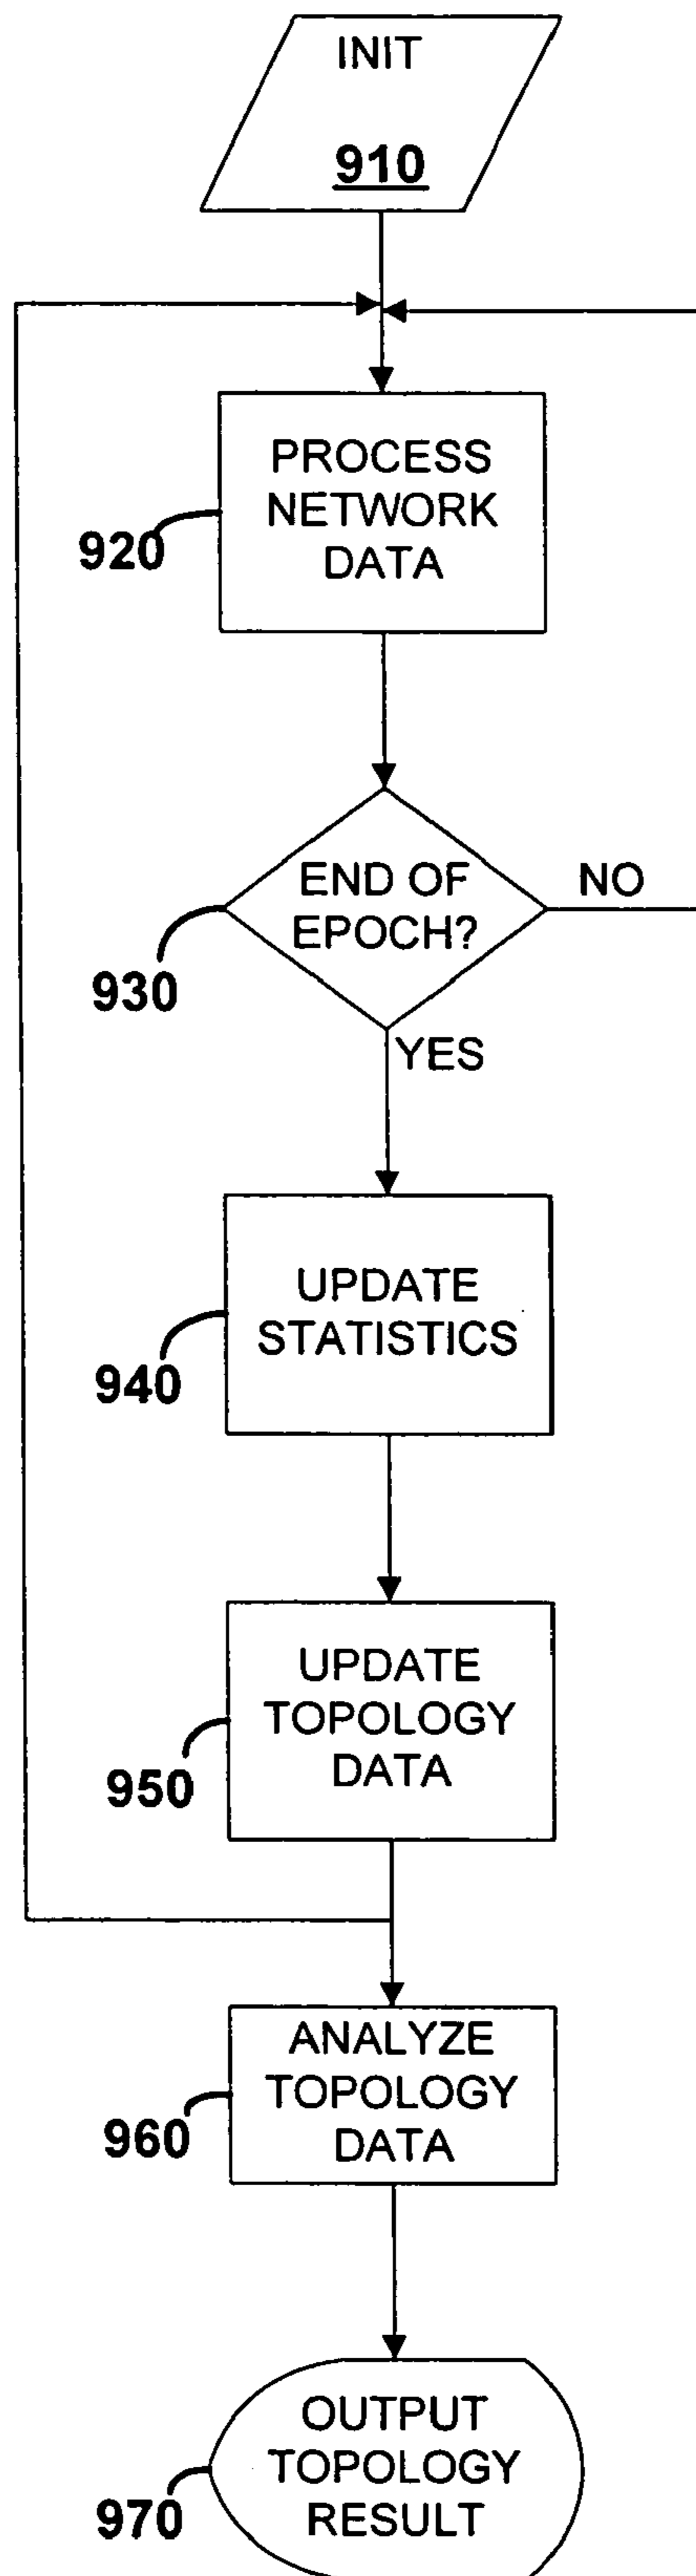 INIT
910
PROCESS
NETWORK
DATA
920
END OF
EPOCH?
NO
930
YES
UPDATE
STATISTICS
940
UPDATE
TOPOLOGY
DATA
950
ANALYZE
TOPOLOGY
DATA
960
OUTPUT
TOPOLOGY
RESULT
970